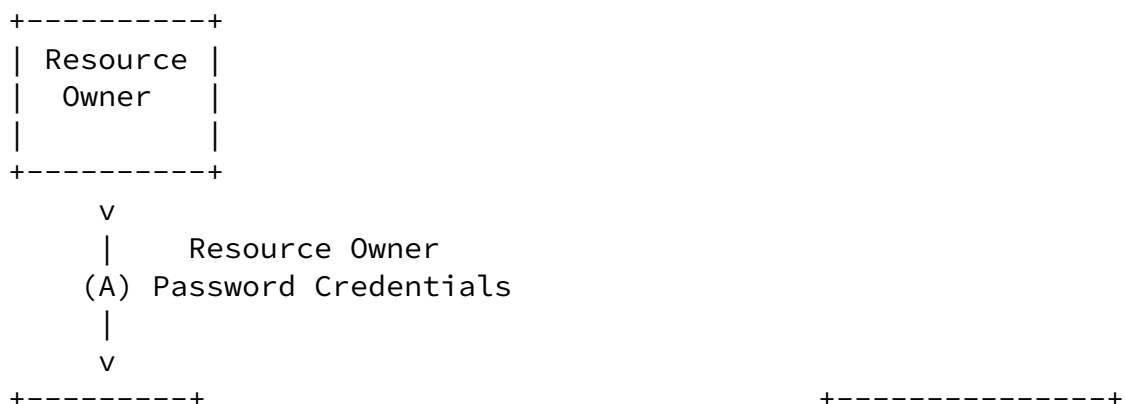 +----------+
| Resource |
|  Owner   |
|          |
+----------+
     v
     |    Resource Owner
    (A) Password Credentials
     |
     v
+---------+                                  +---------------+